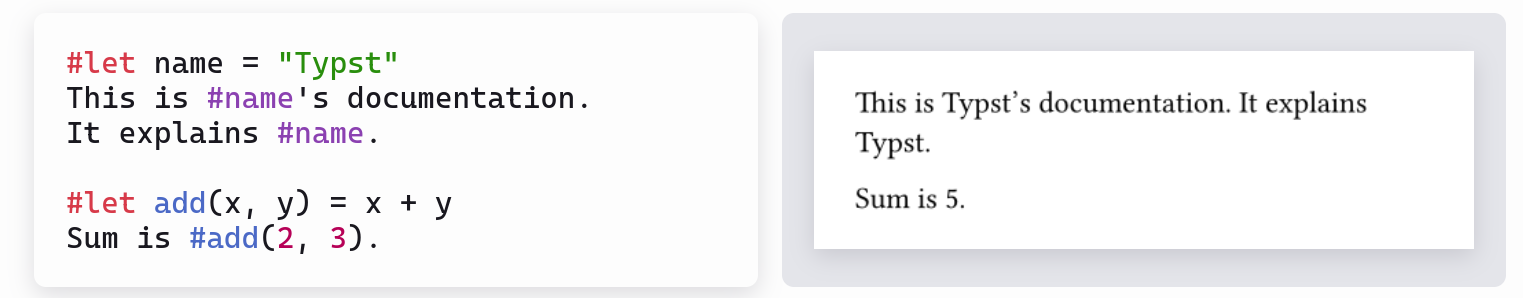 #let name = "Typst"
This is #name's documentation.
It explains #name.

#let add(x, y) = x + y
Sum is #add(2, 3).

This is Typst’s documentation. It explains
Typst.

Sum is 5.